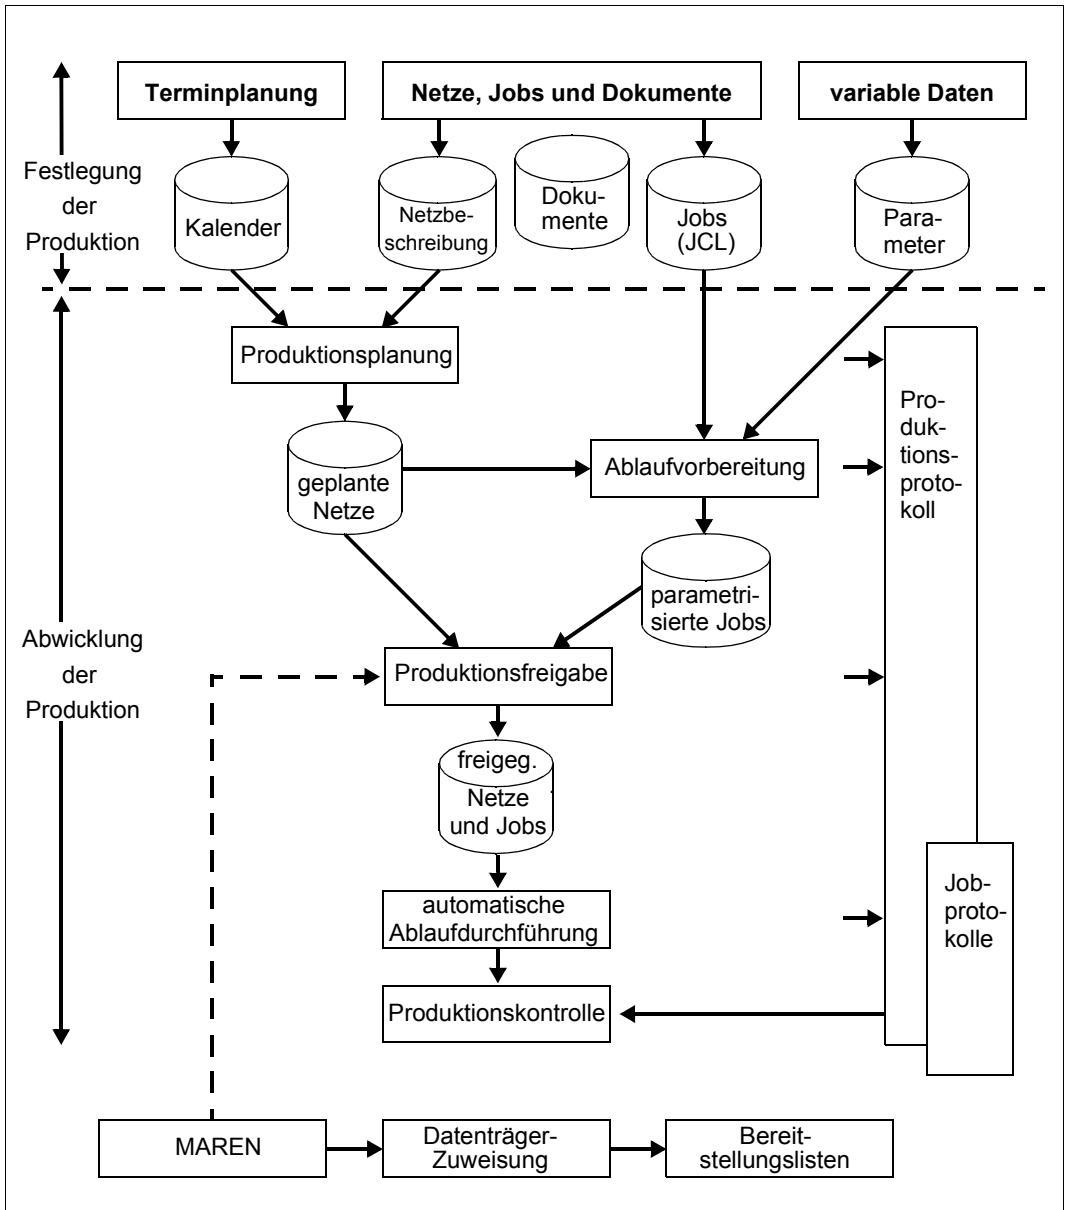 Terminplanung
Netze, Jobs und Dokumente
variable Daten
Festlegung
der
Produktion
Kalender
Netzbe-
schreibung
Doku-
mente
Jobs
(JCL)
Para-
meter
Produktionsplanung
geplante
Netze
Ablaufvorbereitung
Pro-
duk-
tions-
proto-
koll
parametri-
sierte Jobs
Abwicklung
der
Produktion
Produktionsfreigabe
freigeg.
Netze
und Jobs
automatische
Ablaufdurchführung
Job-
proto-
kolle
Produktionskontrolle
MAREN
Datenträger-
Zuweisung
Bereit-
stellungslisten